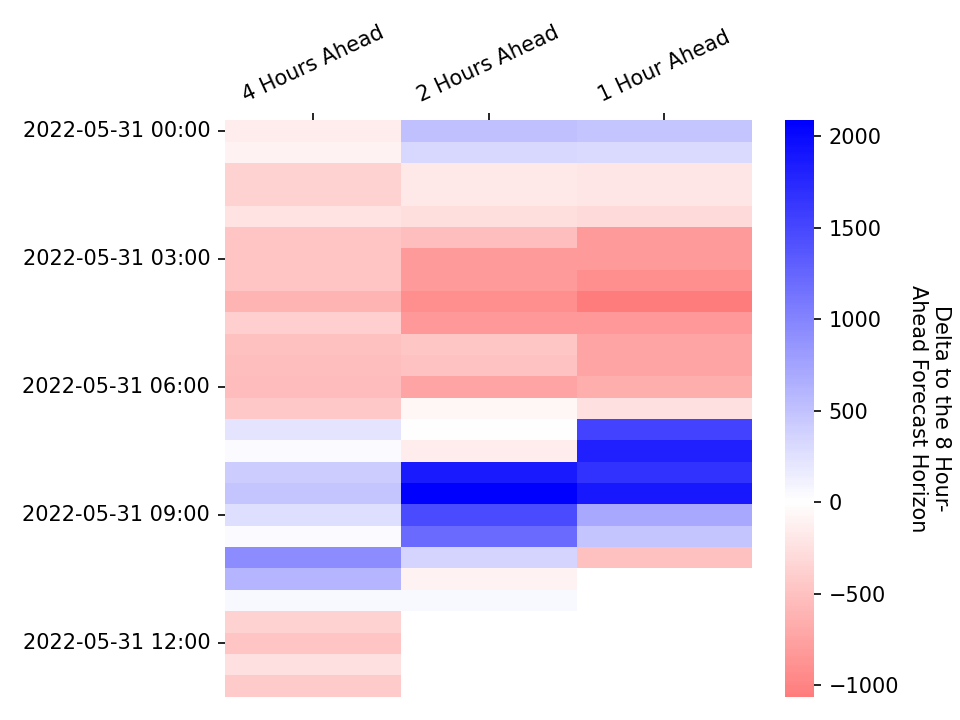 4 Hours Ahead
2 Hours Ahead
1 Hour Ahead
2022-05-31 00:00
2022-05-31 03:00
2022-05-31 06:00
2022-05-31 09:00
2022-05-31 12:00
2000
1500
1000
500
0
−500
−1000
Delta to the 8 Hour-
Ahead Forecast Horizon